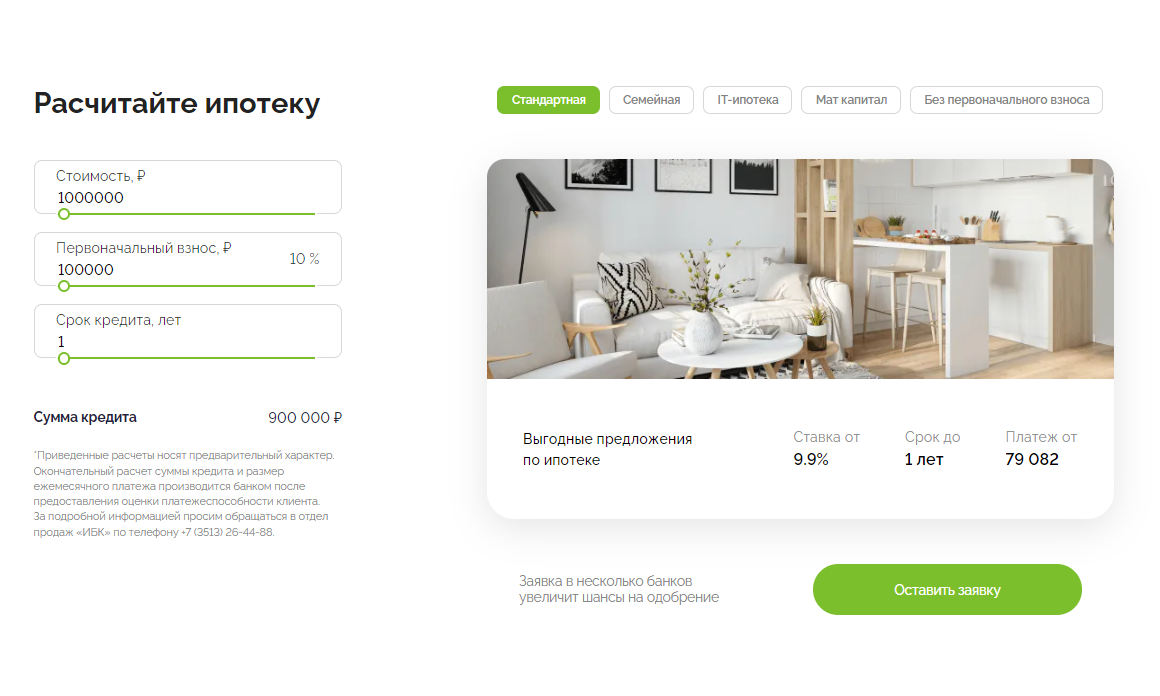 Расчитайте ипотеку
Стоимость, ₽
1000000
Первоначальный взнос, ₽
100000
10 %
Срок кредита, лет
1
Сумма кредита
900 000 ₽
*Приведенные расчеты носят предварительный характер.
Окончательный расчет суммы кредита и размер
ежемесячного платежа производится банком после
предоставления оценки платежеспособности клиента.
За подробной информацией просим обращаться в отдел
продаж «ИБК» по телефону +7 (3513) 26-44-88.
Стандартная
Семейная
IT-ипотека
Мат капитал
Без первоначального взноса
Выгодные предложения
по ипотеке
Ставка от
9.9%
Срок до
1 лет
Платеж от
79 082
Заявка в несколько банков
увеличит шансы на одобрение
Оставить заявку